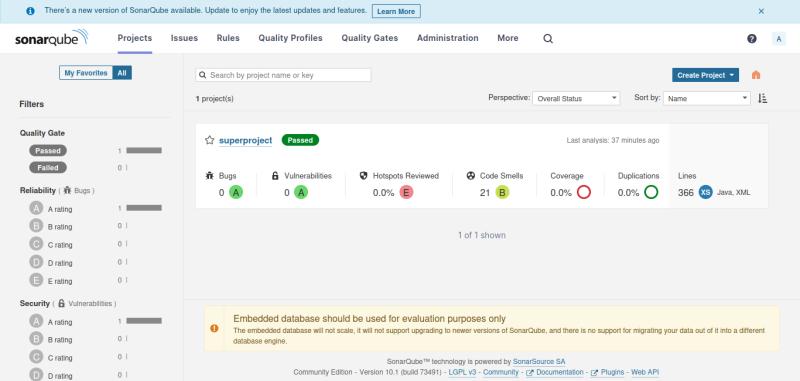 There's a new version of SonarQube available. Update to enjoy the latest updates and features. Learn More
sonarqube Projects Issues Rules Quality Profiles Quality Gates Administration More A
My Favorites All
Search by project name or key
Create Project
Filters
1 project(s)
Perspective: Overall Status
Sort by: Name
Quality Gate
Passed 1
Failed 0
Reliability ( Bugs )
A A rating 1
B B rating 0
C C rating 0
D D rating 0
E E rating 0
Security ( Vulnerabilities )
A A rating 1
B B rating 0
C C rating 0
D D rating 0
superproject Passed
Last analysis: 37 minutes ago
Bugs Vulnerabilities Hotspots Reviewed Code Smells Coverage Duplications Lines
0 A 0 A 0.0% E 21 B 0.0% 0.0% 366 XS Java, XML
1 of 1 shown
Embedded database should be used for evaluation purposes only
The embedded database will not scale, it will not support upgrading to newer versions of SonarQube, and there is no support for migrating your data out of it into a different
database engine.
SonarQube™ technology is powered by SonarSource SA
Community Edition - Version 10.1 (build 73491) - LGPL v3 - Community - Documentation - Plugins - Web API